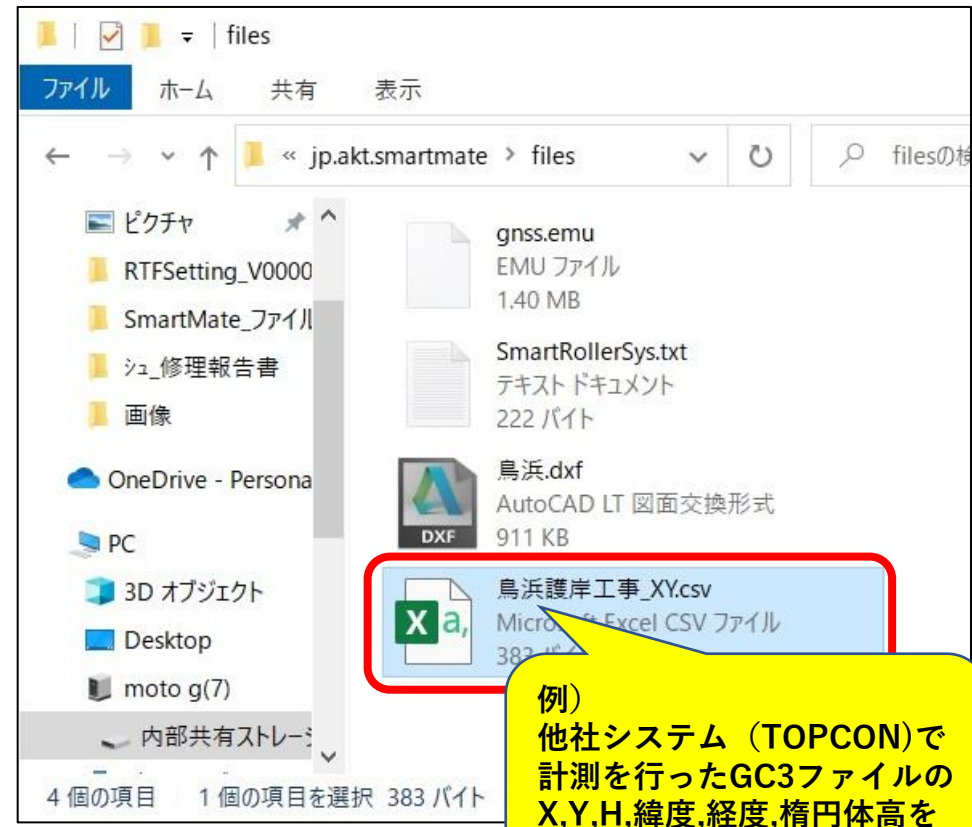 files
ファイル ホーム 共有 表示
« jp.akt.smartmate › files filesの検
ピクチャ
RTFSetting_V0000
SmartMate_ファイル
ｼｭ_修理報告書
画像
OneDrive - Persona
PC
3D オブジェクト
Desktop
moto g(7)
内部共有ストレージ
gnss.emu
EMU ファイル
1.40 MB
SmartRollerSys.txt
テキスト ドキュメント
222 バイト
DXF
鳥浜.dxf
AutoCAD LT 図面交換形式
911 KB
X a,
鳥浜護岸工事_XY.csv
Microsoft Excel CSV ファイル
383 バイト
例）
他社システム（TOPCON)で
計測を行ったGC3ファイルの
X,Y,H,緯度,経度,楕円体高を
4 個の項目 1 個の項目を選択 383 バイト